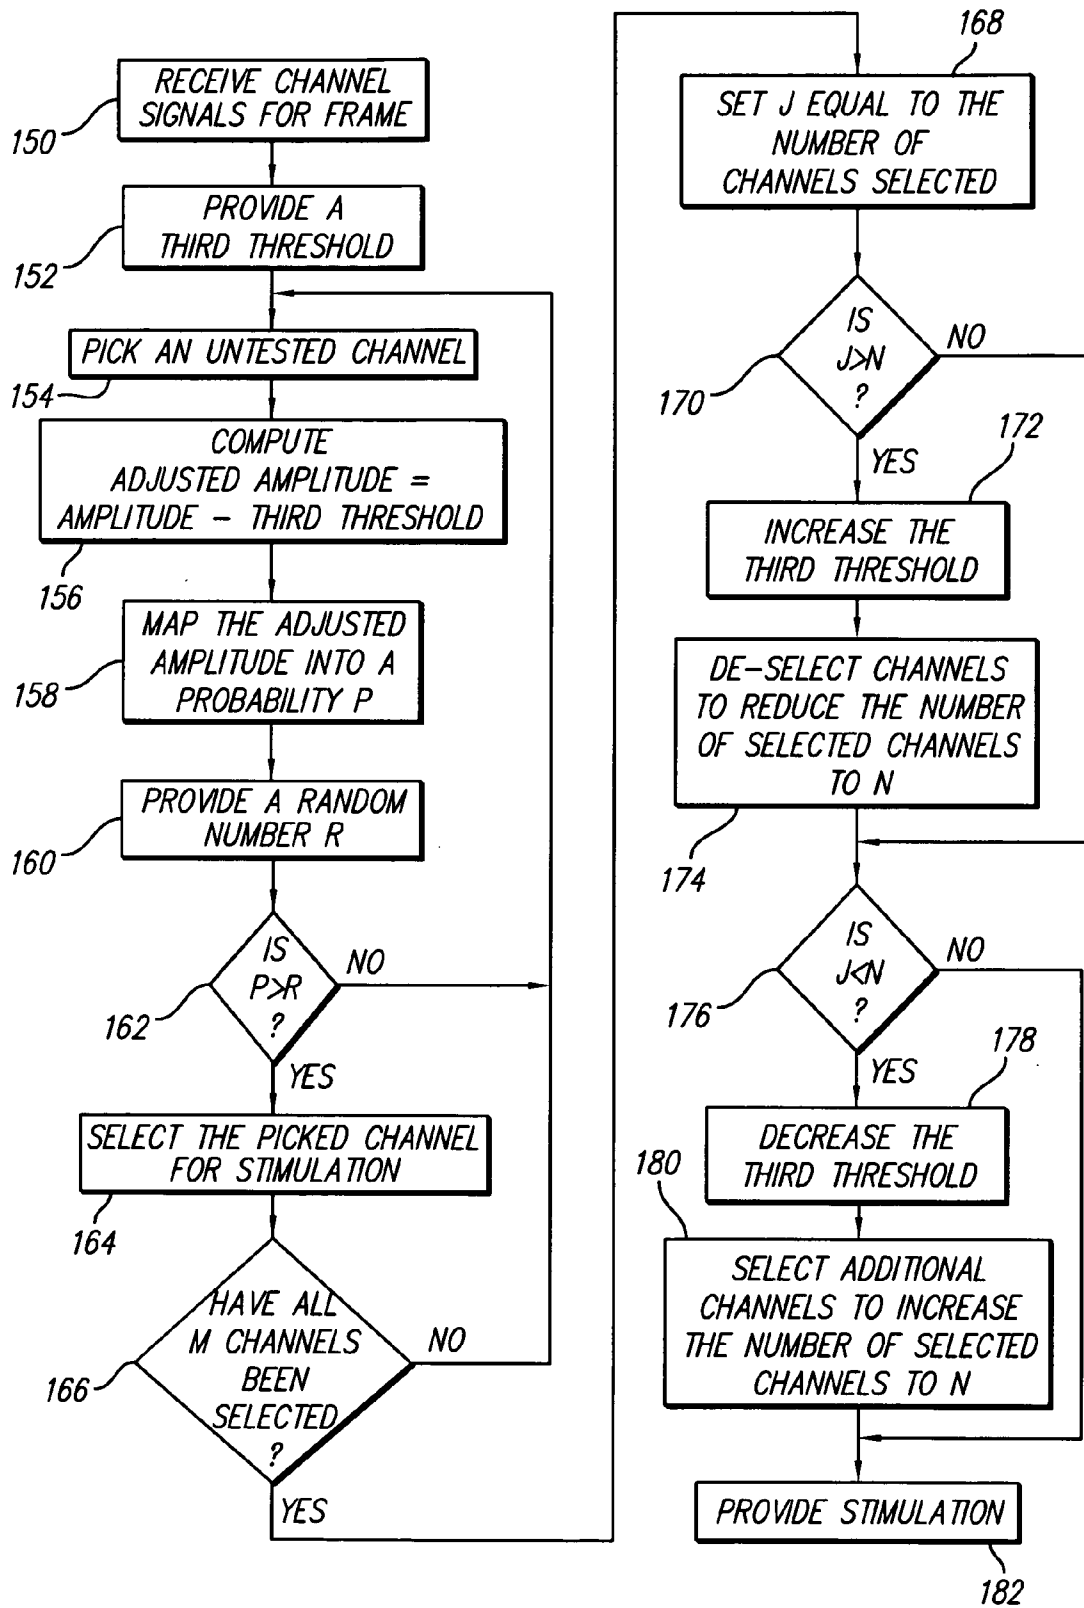 RECEIVE CHANNEL
SIGNALS FOR FRAME
150
PROVIDE A
THIRD THRESHOLD
152
PICK AN UNTESTED CHANNEL
154
COMPUTE
ADJUSTED AMPLITUDE =
AMPLITUDE - THIRD THRESHOLD
156
MAP THE ADJUSTED
AMPLITUDE INTO A
PROBABILITY P
158
PROVIDE A RANDOM
NUMBER R
160
IS
P>R
?
NO
162
YES
SELECT THE PICKED CHANNEL
FOR STIMULATION
164
HAVE ALL
M CHANNELS
BEEN
SELECTED
?
NO
166
YES
168
SET J EQUAL TO THE
NUMBER OF
CHANNELS SELECTED
IS
J>N
?
NO
170
YES
172
INCREASE THE
THIRD THRESHOLD
DE-SELECT CHANNELS
TO REDUCE THE NUMBER
OF SELECTED CHANNELS
TO N
174
IS
J<N
?
NO
176
YES
178
DECREASE THE
THIRD THRESHOLD
180
SELECT ADDITIONAL
CHANNELS TO INCREASE
THE NUMBER OF SELECTED
CHANNELS TO N
PROVIDE STIMULATION
182